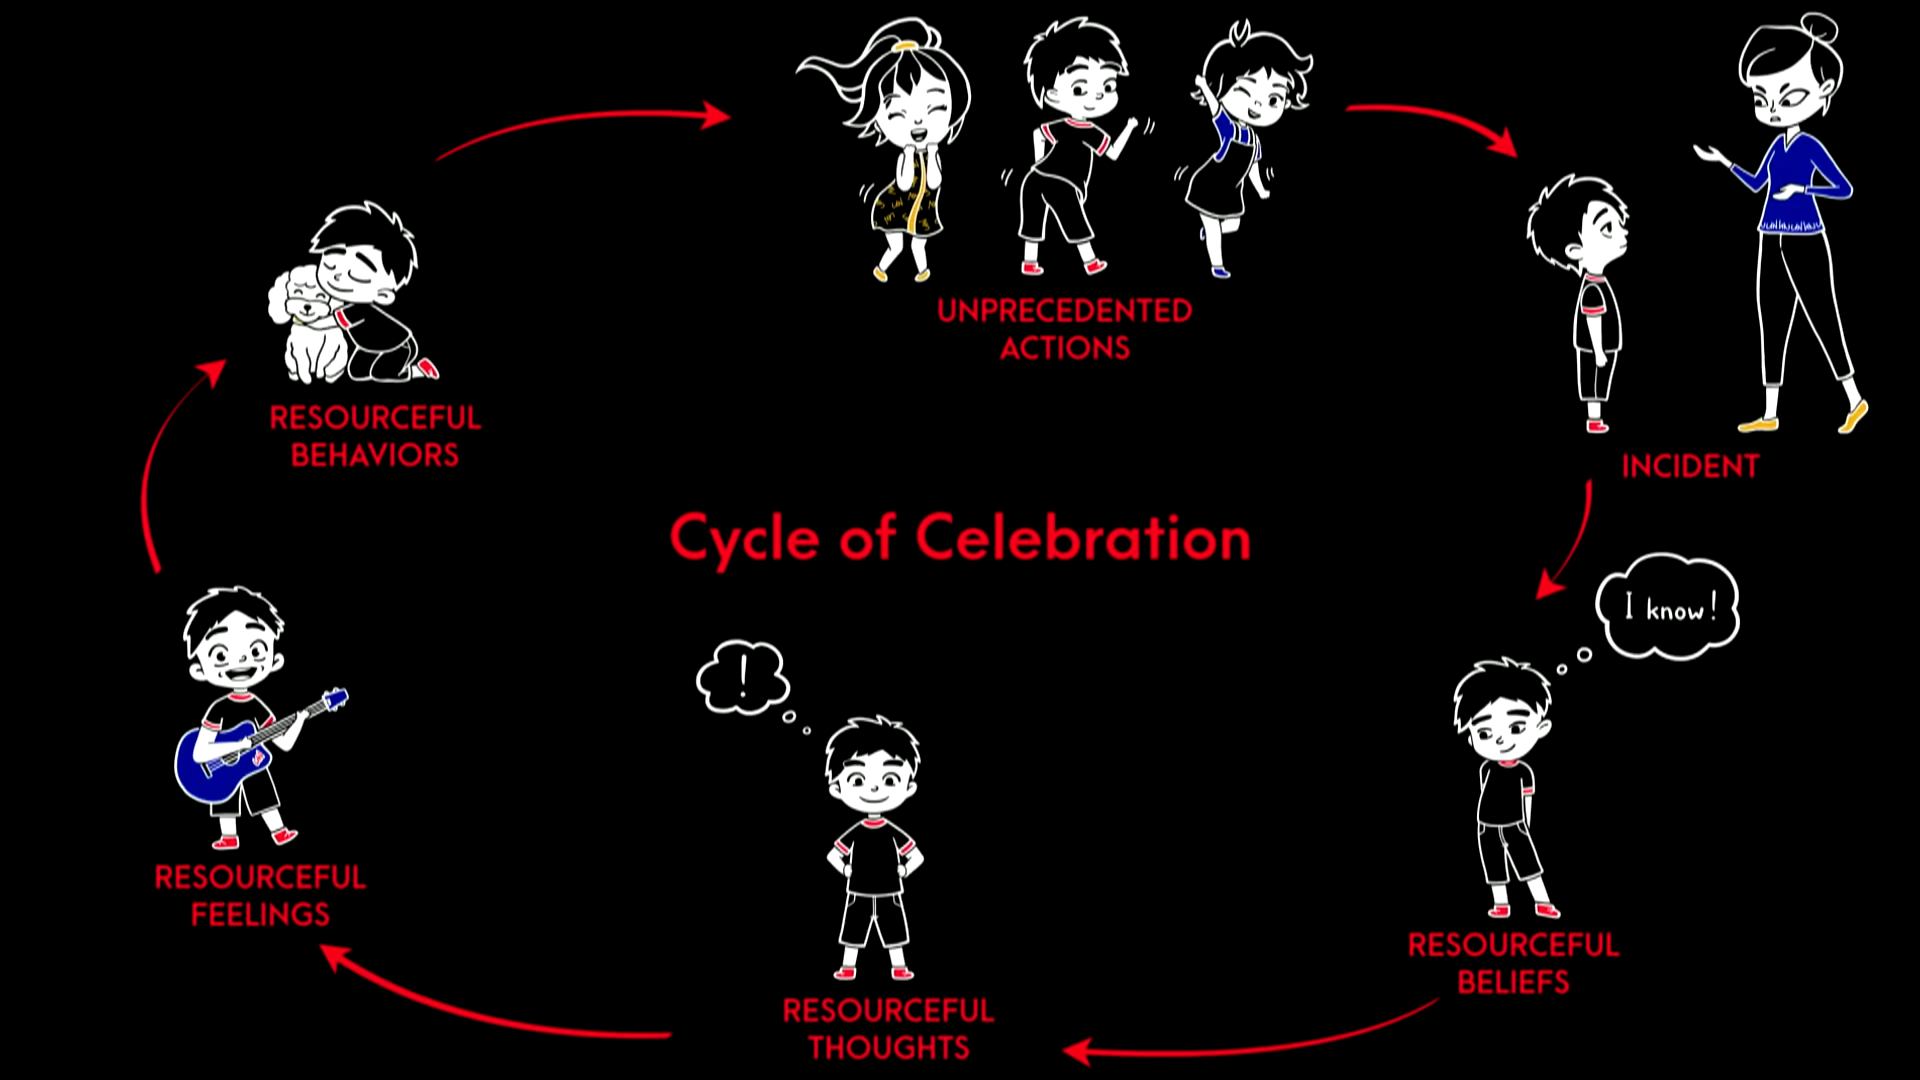 UNPRECEDENTED
ACTIONS
INCIDENT
RESOURCEFUL
BEHAVIORS
Cycle of Celebration
I know!
!
RESOURCEFUL
FEELINGS
RESOURCEFUL
BELIEFS
RESOURCEFUL
THOUGHTS